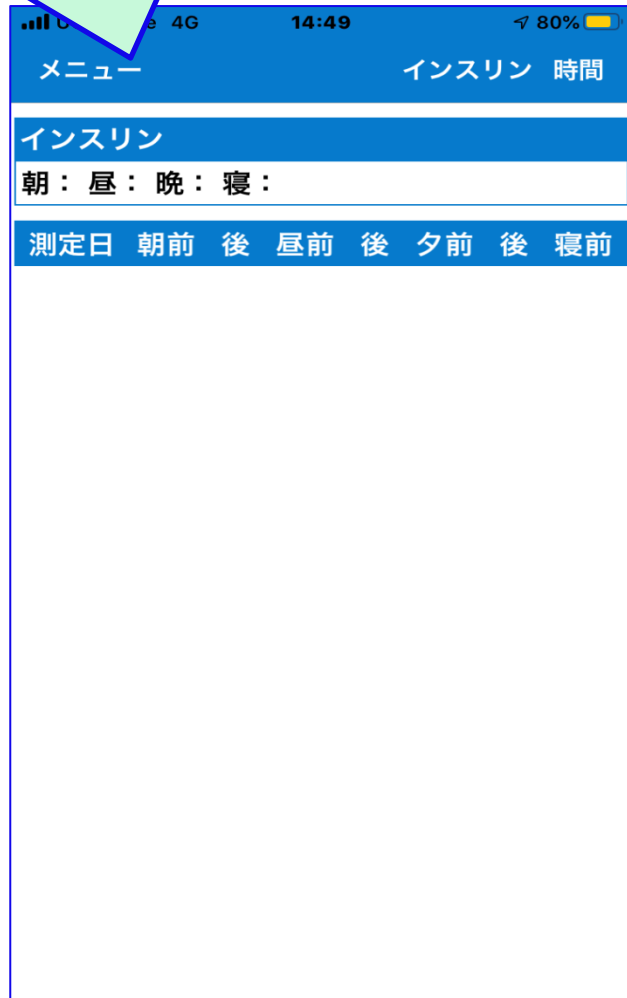 4G 14:49 80%
メニュー インスリン 時間
インスリン
朝： 昼： 晩： 寝：
測定日 朝前 後 昼前 後 夕前 後 寝前